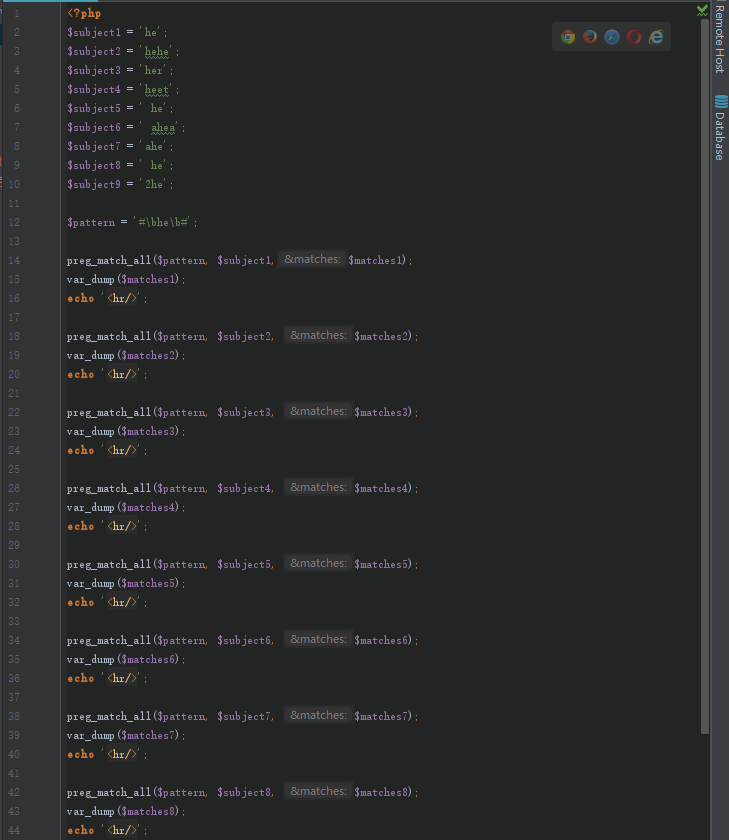 1 <?php
2 $subject1 = 'he';
3 $subject2 = 'hehe';
4 $subject3 = 'her';
5 $subject4 = 'heet';
6 $subject5 = ' he';
7 $subject6 = ' ahea';
8 $subject7 = 'ahe';
9 $subject8 = ' he';
10 $subject9 = '2he';
11
12 $pattern = '#\bhe\b#';
13
14 preg_match_all($pattern, $subject1, &matches: $matches1);
15 var_dump($matches1);
16 echo '<hr/>';
17
18 preg_match_all($pattern, $subject2, &matches: $matches2);
19 var_dump($matches2);
20 echo '<hr/>';
21
22 preg_match_all($pattern, $subject3, &matches: $matches3);
23 var_dump($matches3);
24 echo '<hr/>';
25
26 preg_match_all($pattern, $subject4, &matches: $matches4);
27 var_dump($matches4);
28 echo '<hr/>';
29
30 preg_match_all($pattern, $subject5, &matches: $matches5);
31 var_dump($matches5);
32 echo '<hr/>';
33
34 preg_match_all($pattern, $subject6, &matches: $matches6);
35 var_dump($matches6);
36 echo '<hr/>';
37
38 preg_match_all($pattern, $subject7, &matches: $matches7);
39 var_dump($matches7);
40 echo '<hr/>';
41
42 preg_match_all($pattern, $subject8, &matches: $matches8);
43 var_dump($matches8);
44 echo '<hr/>';
Remote Host
Database